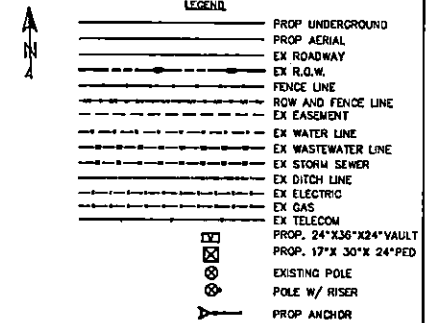 LEGEND
N
PROP UNDERGROUND
PROP AERIAL
EX ROADWAY
EX R.O.W.
FENCE LINE
ROW AND FENCE LINE
EX EASEMENT
EX WATER LINE
EX WASTEWATER LINE
EX STORM SEWER
EX DITCH LINE
EX ELECTRIC
EX GAS
EX TELECOM
V PROP. 24"X36"X24"VAULT
PROP. 17"X 30"X 24"PED
EXISTING POLE
POLE W/ RISER
PROP ANCHOR